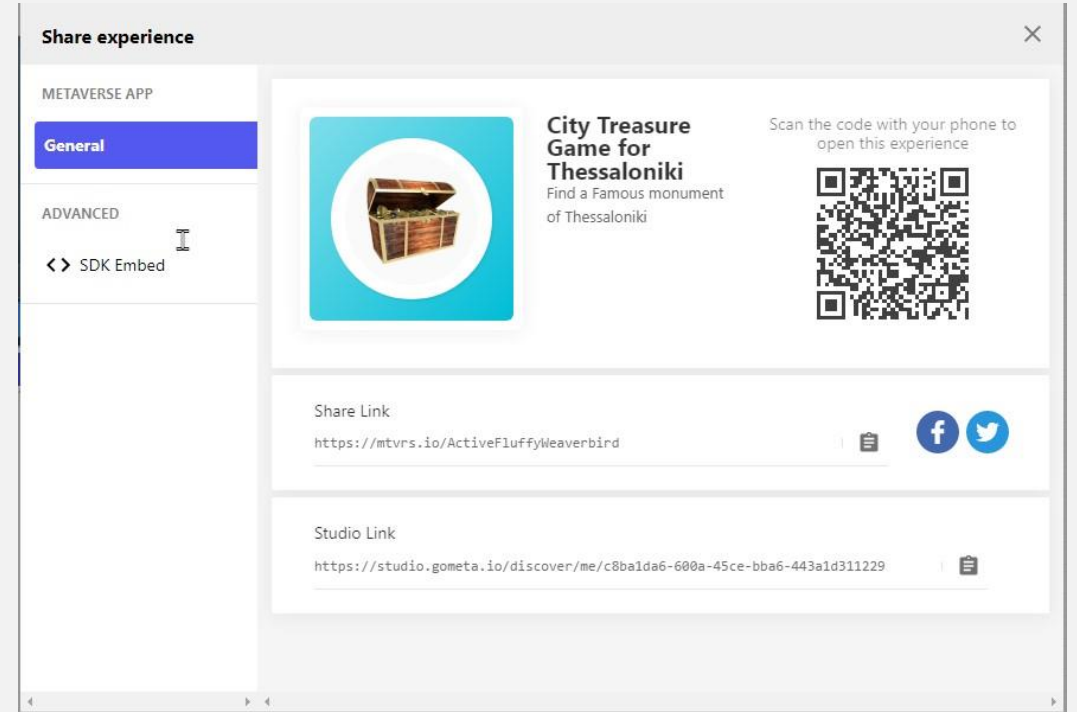 Share experience
METAVERSE APP
General
ADVANCED
SDK Embed
City Treasure
Game for
Thessaloniki
Find a Famous monument
of Thessaloniki
Scan the code with your phone to
open this experience
Share Link
https://mtvrs.io/ActiveFluffyWeaverbird
Studio Link
https://studio.gometa.io/discover/me/c8ba1da6-600a-45ce-bba6-443a1d311229